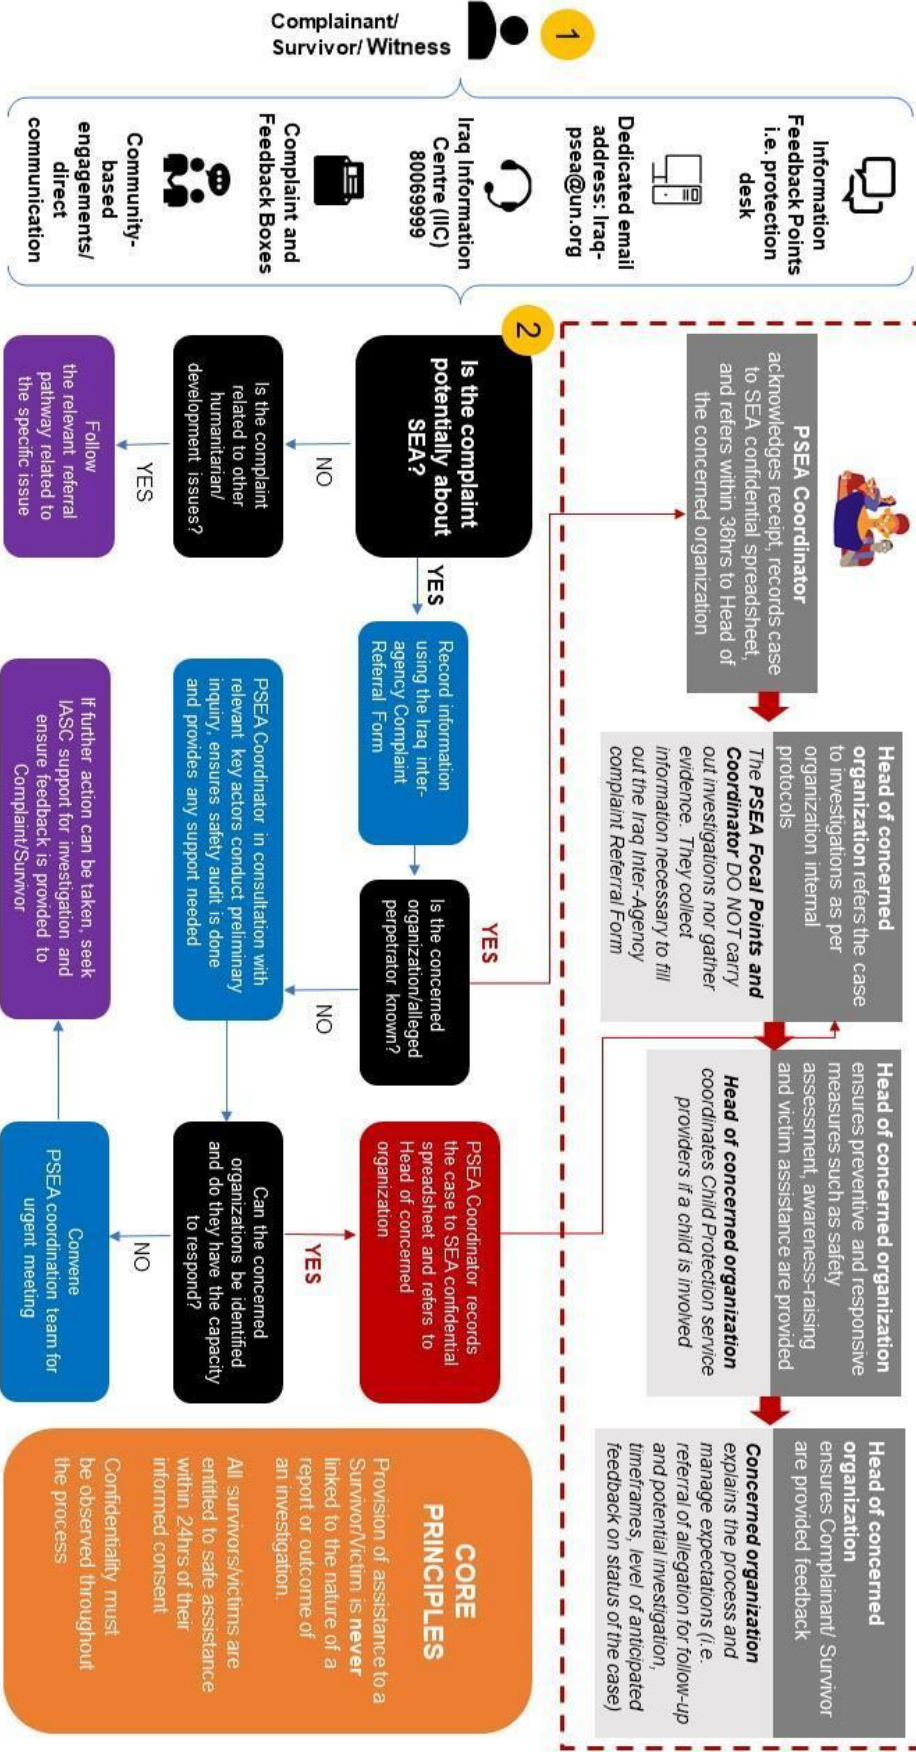 1
Complainant/
Survivor/ Witness
Information
Feedback Points
i.e. protection
desk
Dedicated email
address: Iraq-
psea@un.org
Iraq Information
Centre (IIC)
80069999
Complaint and
Feedback Boxes
Community-
based
engagements/
direct
communication
2
Is the complaint
potentially about
SEA?
NO
Is the complaint
related to other
humanitarian/
development issues?
YES
Follow
the relevant referral
pathway related to
the specific issue
YES
Record information
using the Iraq inter-
agency Complaint
Referral Form
Is the concerned
organization/alleged
perpetrator known?
YES
NO
PSEA Coordinator in consultation with
relevant key actors conduct preliminary
inquiry, ensures safety audit is done
and provides any support needed
Can the concerned
organizations be identified
and do they have the capacity
to respond?
YES
PSEA Coordinator records
the case to SEA confidential
spreadsheet and refers to
Head of concerned
organization
NO
Convene
PSEA coordination team for
urgent meeting
If further action can be taken, seek
IASC support for investigation and
ensure feedback is provided to
Complaint/Survivor
PSEA Coordinator
acknowledges receipt, records case
to SEA confidential spreadsheet,
and refers within 36hrs to Head of
the concerned organization
Head of concerned
organization refers the case
to investigations as per
organization internal
protocols
The PSEA Focal Points and
Coordinator DO NOT carry
out investigations nor gather
evidence. They collect
information necessary to fill
out the Iraq Inter-Agency
complaint Referral Form
Head of concerned organization
ensures preventive and responsive
measures such as safety
assessment, awareness-raising
and victim assistance are provided
Head of concerned organization
coordinates Child Protection service
providers if a child is involved
Head of concerned
organization
ensures Complainant/ Survivor
are provided feedback
Concerned organization
explains the process and
manage expectations (i.e.
referral of allegation for follow-up
and potential investigation,
timeframes, level of anticipated
feedback on status of the case)
CORE
PRINCIPLES
Provision of assistance to a
Survivor/Victim is never
linked to the nature of a
report or outcome of
an investigation.
All survivors/victims are
entitled to safe assistance
within 24hrs of their
informed consent
Confidentiality must
be observed throughout
the process